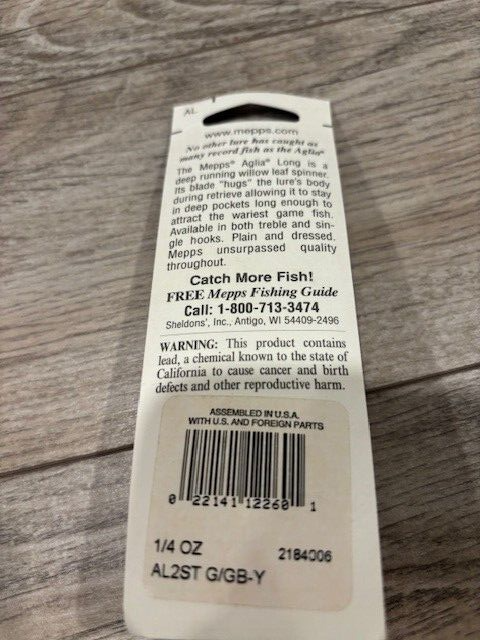 AL
www.mepps.com
No other lure has caught as
many record fish as the Aglia®
The Mepps® Aglia® Long is a
deep running willow leaf spinner.
Its blade "hugs" the lure's body
during retrieve allowing it to stay
in deep pockets long enough to
attract the wariest game fish.
Available in both treble and sin-
gle hooks. Plain and dressed.
Mepps unsurpassed quality
throughout.
Catch More Fish!
FREE Mepps Fishing Guide
Call: 1-800-713-3474
Sheldons', Inc., Antigo, WI 54409-2496
WARNING: This product contains
lead, a chemical known to the state of
California to cause cancer and birth
defects and other reproductive harm.
ASSEMBLED IN U.S.A.
WITH U.S. AND FOREIGN PARTS
0 22141 12260 1
1/4 OZ 2184006
AL2ST G/GB-Y